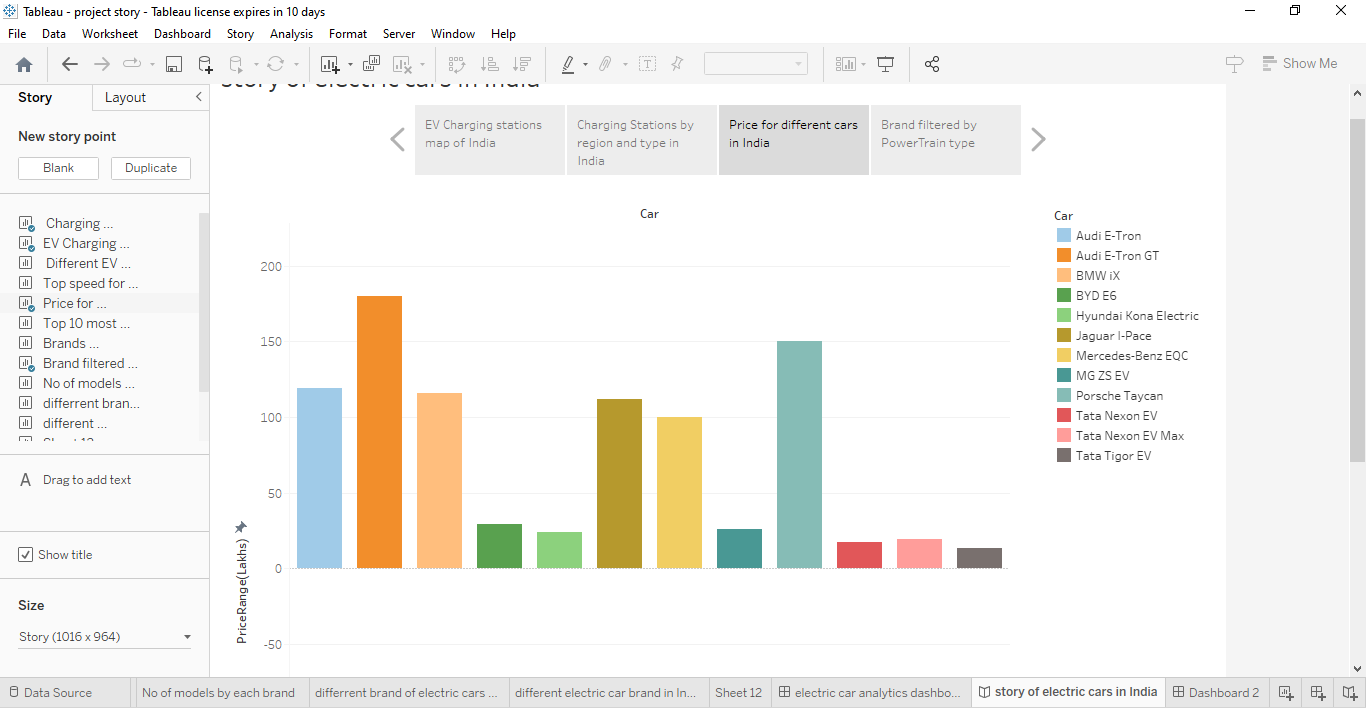 Tableau - project story - Tableau license expires in 10 days
File Data Worksheet Dashboard Story Analysis Format Server Window Help
Show Me
Story Layout
New story point
Blank Duplicate
Charging ...
EV Charging ...
Different EV ...
Top speed for ...
Price for ...
Top 10 most ...
Brands ...
Brand filtered ...
No of models ...
differrent bran...
different ...
Sheet 12
A Drag to add text
Show title
Size
Story (1016 x 964)
story of electric cars in India
EV Charging stations
map of India
Charging Stations by
region and type in
India
Price for different cars
in India
Brand filtered by
PowerTrain type
Car
200
150
100
50
0
-50
PriceRange(Lakhs)
Car
Audi E-Tron
Audi E-Tron GT
BMW iX
BYD E6
Hyundai Kona Electric
Jaguar I-Pace
Mercedes-Benz EQC
MG ZS EV
Porsche Taycan
Tata Nexon EV
Tata Nexon EV Max
Tata Tigor EV
Data Source No of models by each brand differrent brand of electric cars ... different electric car brand in In... Sheet 12 electric car analytics dashbo... story of electric cars in India Dashboard 2